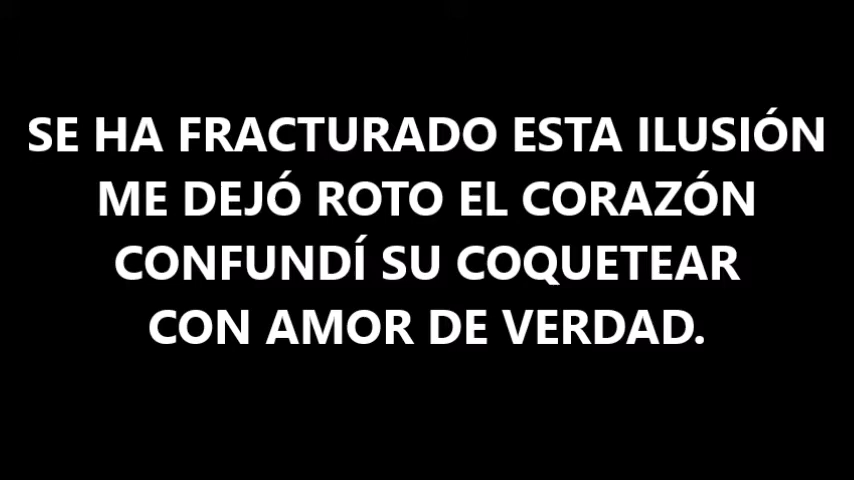 SE HA FRACTURADO ESTA ILUSIÓN
ME DEJÓ ROTO EL CORAZÓN
CONFUNDÍ SU COQUETEAR
CON AMOR DE VERDAD.